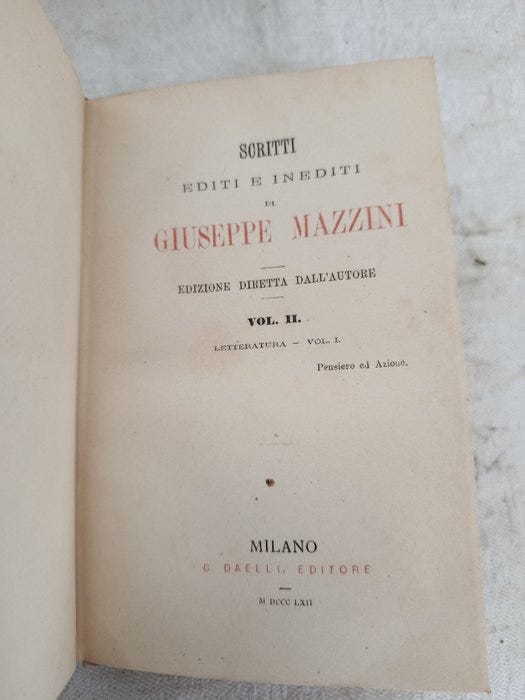 SCRITTI
EDITI E INEDITI
DI
GIUSEPPE MAZZINI
EDIZIONE DIRETTA DALL'AUTORE
VOL. II.
LETTERATURA — VOL. I.
Pensiero ed Azione.
MILANO
G. DAELLI, EDITORE
M DCCC LXII